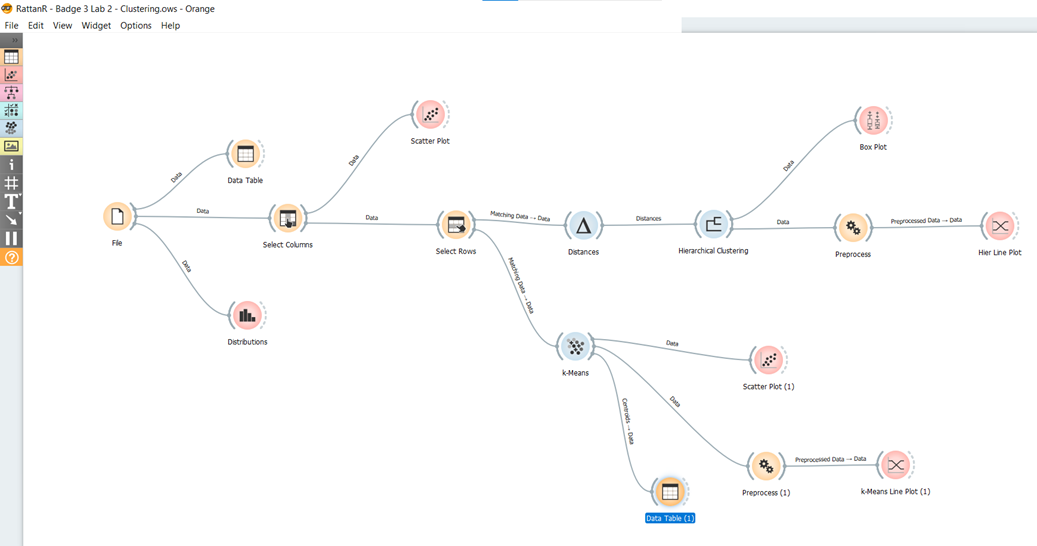 RattanR - Badge 3 Lab 2 - Clustering.ows - Orange
File Edit View Widget Options Help
Scatter Plot
Data
Box Plot
Data
Data Table
Data
Data
File
Data
Select Columns
Data
Select Rows
Matching Data → Data
Distances
Distances
Hierarchical Clustering
Data
Preprocess
Preprocessed Data → Data
Hier Line Plot
Data
Distributions
Matching Data → Data
k-Means
Data
Scatter Plot (1)
Data
Centroids → Data
Preprocess (1)
Preprocessed Data → Data
k-Means Line Plot (1)
Data Table (1)